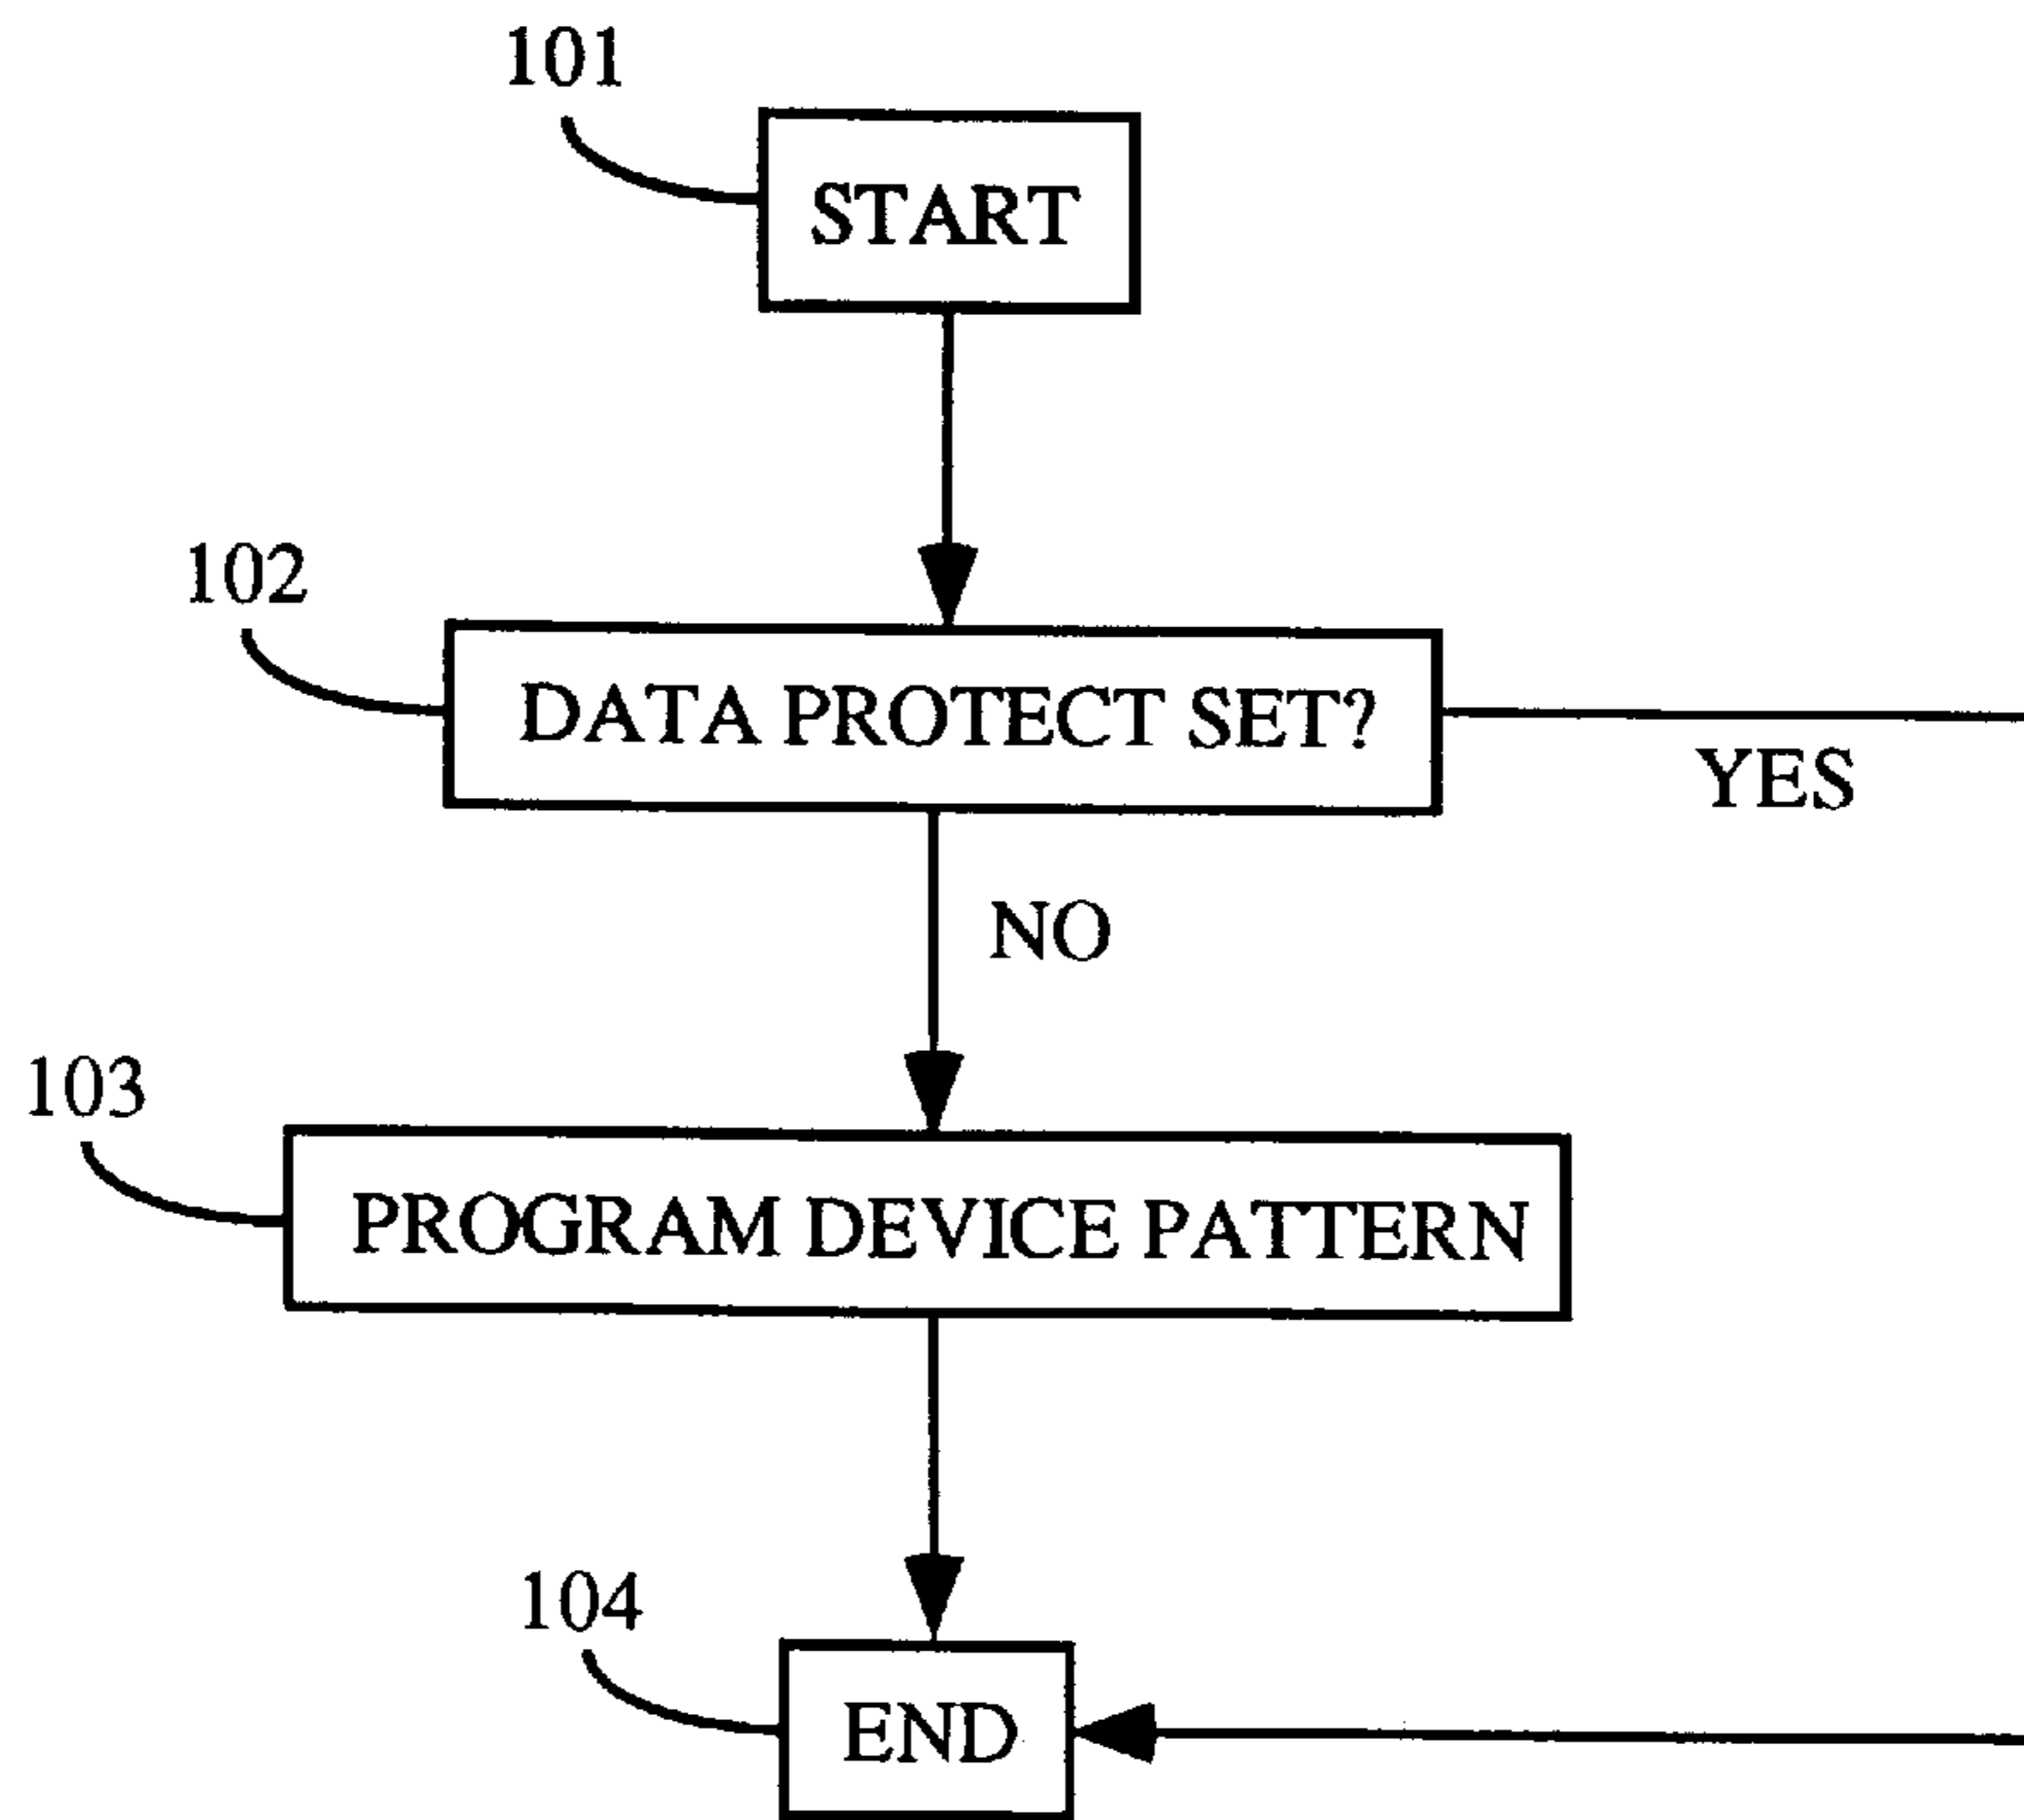 101
START
102
DATA PROTECT SET?
YES
NO
103
PROGRAM DEVICE PATTERN
104
END